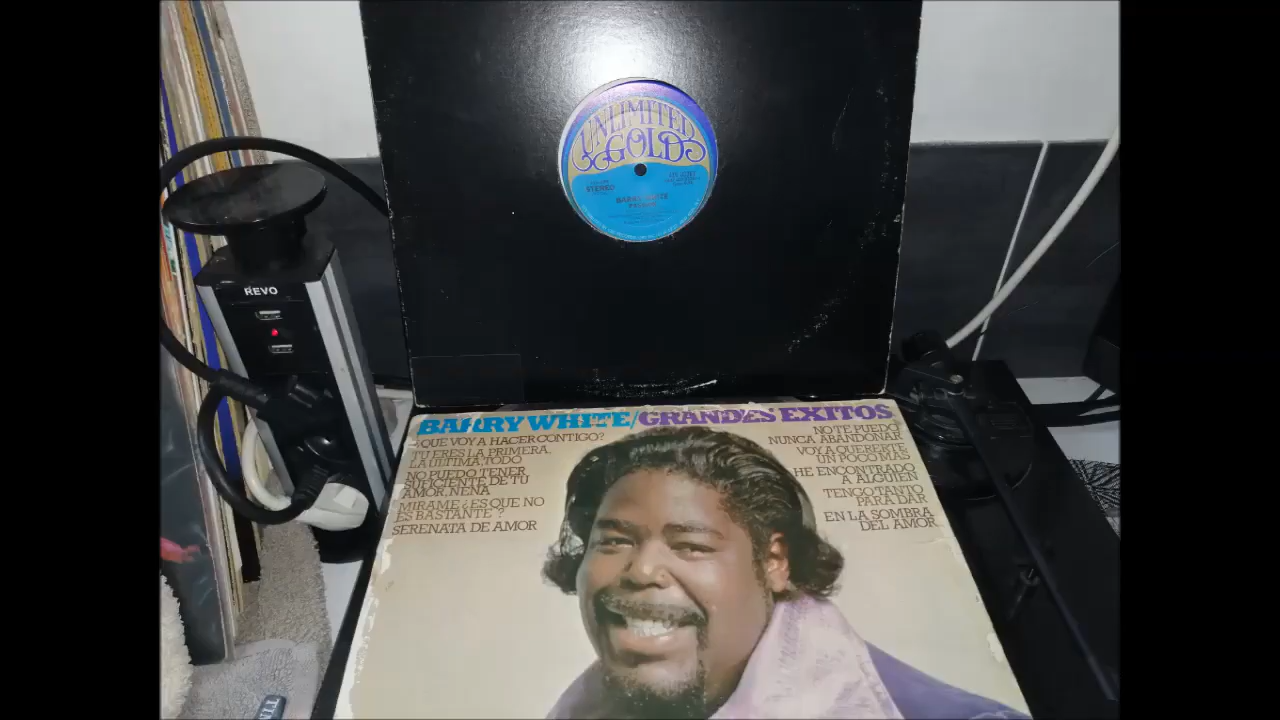 UNLIMITED
GOLD
STEREO
BARRY WHITE
REVO
BARRY WHITE/GRANDES EXITOS
¿QUE VOY A HACER CONTIGO?
TU ERES LA PRIMERA,
LA ULTIMA, TODO
NO PUEDO TENER
SUFICIENTE DE TU
AMOR, NENA
MIRAME ¿ES QUE NO
ES BASTANTE?
SERENATA DE AMOR
NO TE PUEDO
NUNCA ABANDONAR
VOY A QUERERTE
UN POCO MAS
HE ENCONTRADO
A ALGUIEN
TENGO TANTO
PARA DAR
EN LA SOMBRA
DEL AMOR